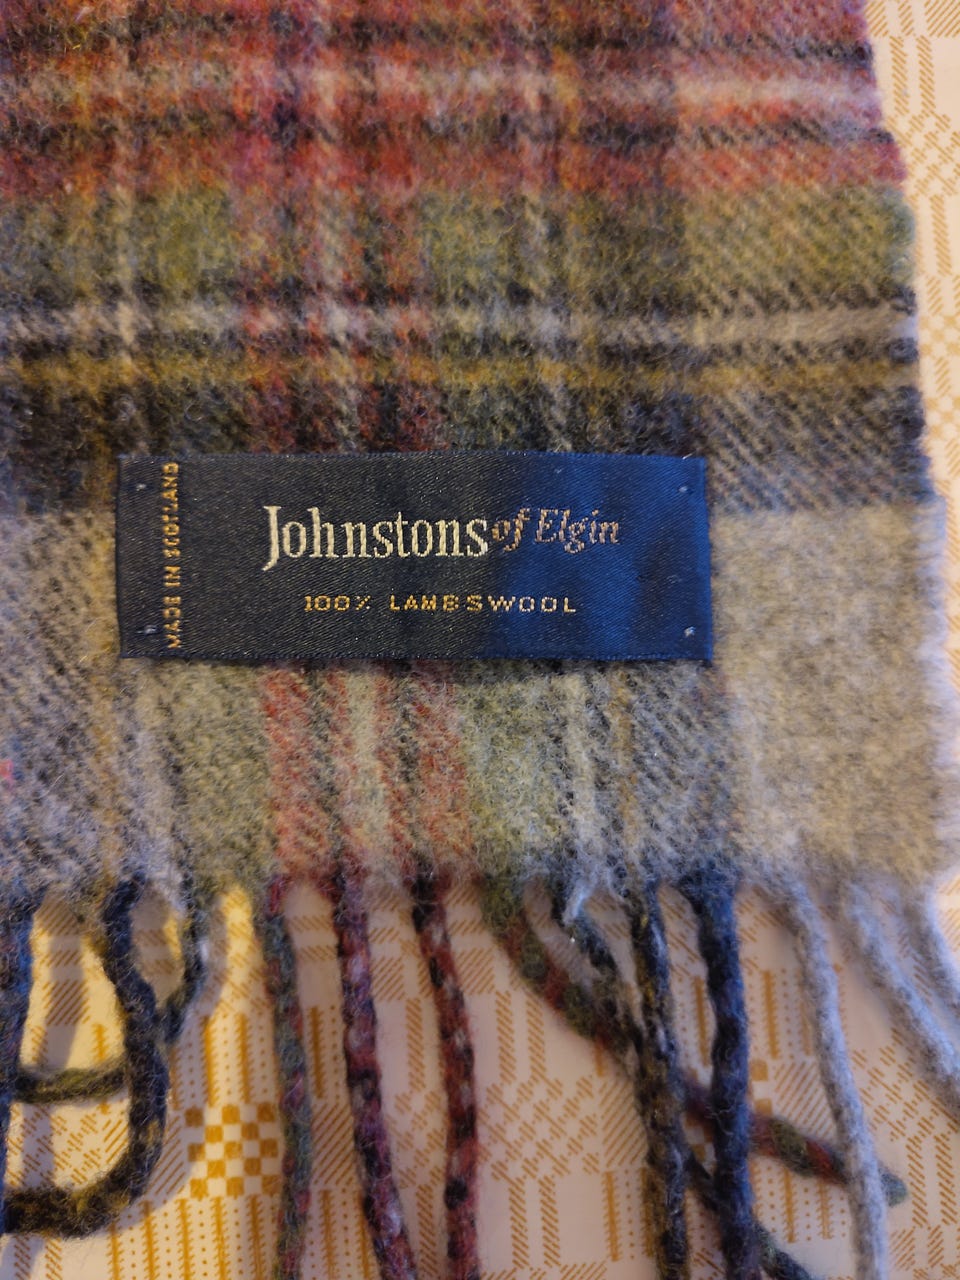 MADE IN SCOTLAND
Johnstons of Elgin
100% LAMBSWOOL